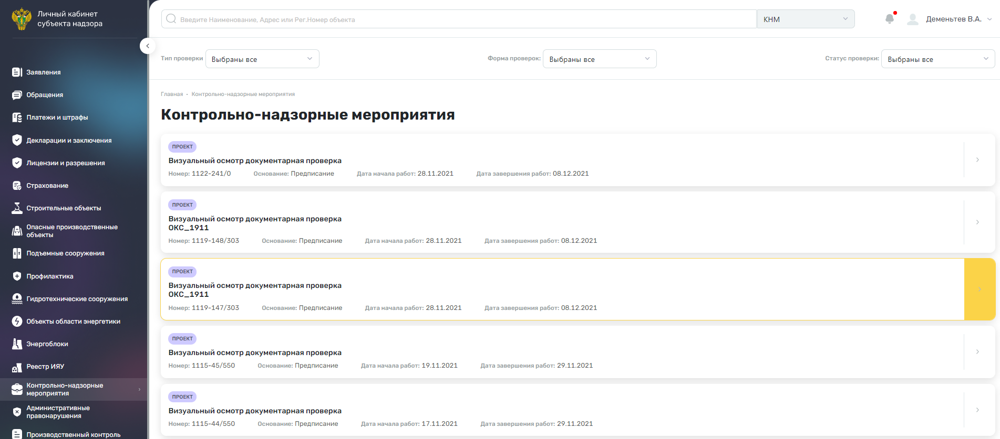 Личный кабинет
субъекта надзора
Заявления
Обращения
Платежи и штрафы
Декларации и заключения
Лицензии и разрешения
Страхование
Строительные объекты
Опасные производственные
объекты
Подъемные сооружения
Профилактика
Гидротехнические сооружения
Объекты области энергетики
Энергоблоки
Реестр ИЯУ
Контрольно-надзорные
мероприятия
Административные
правонарушения
Производственный контроль
Введите Наименование, Адрес или Рег.Номер объекта
КНМ
Деменьтев В.А.
Тип проверки Выбраны все
Форма проверок: Выбраны все
Статус проверки: Выбраны все
Главная • Контрольно-надзорные мероприятия
Контрольно-надзорные мероприятия
ПРОЕКТ
Визуальный осмотр документарная проверка
Номер: 1122-241/0 Основание: Предписание Дата начала работ: 28.11.2021 Дата завершения работ: 08.12.2021
ПРОЕКТ
Визуальный осмотр документарная проверка
ОКС_1911
Номер: 1119-148/303 Основание: Предписание Дата начала работ: 28.11.2021 Дата завершения работ: 08.12.2021
ПРОЕКТ
Визуальный осмотр документарная проверка
ОКС_1911
Номер: 1119-147/303 Основание: Предписание Дата начала работ: 28.11.2021 Дата завершения работ: 08.12.2021
ПРОЕКТ
Визуальный осмотр документарная проверка
Номер: 1115-45/550 Основание: Предписание Дата начала работ: 19.11.2021 Дата завершения работ: 29.11.2021
ПРОЕКТ
Визуальный осмотр документарная проверка
Номер: 1115-44/550 Основание: Предписание Дата начала работ: 17.11.2021 Дата завершения работ: 29.11.2021